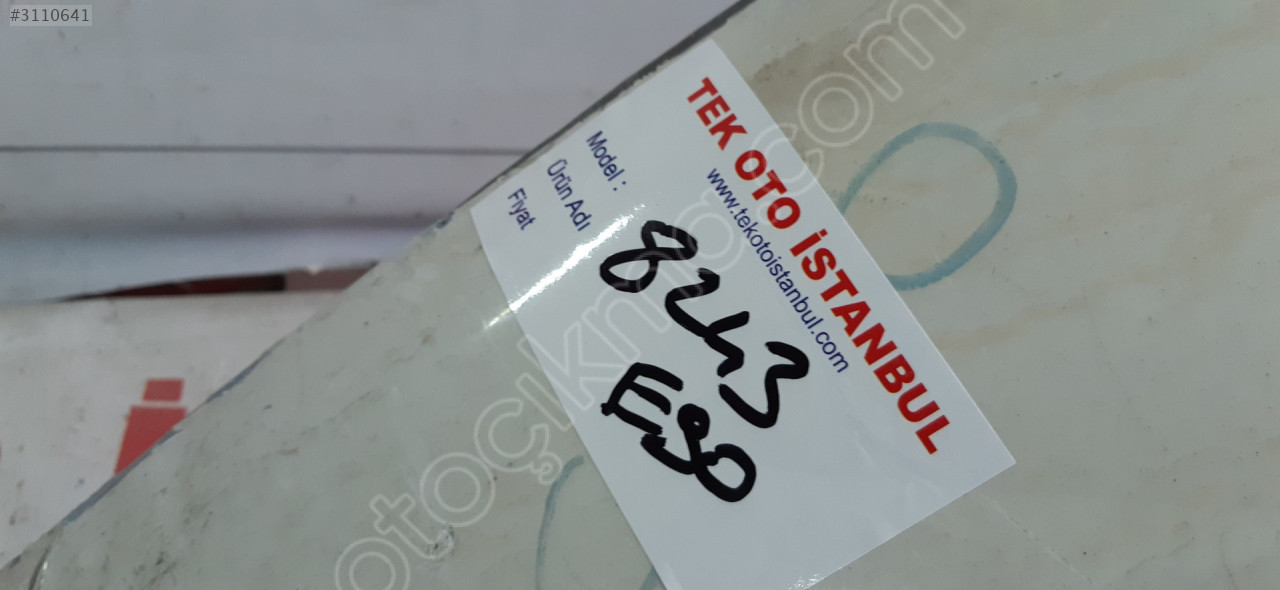 #3110641
TEK OTO İSTANBUL
www.tekotoistanbul.com
Model :
Ürün Adı
Fiyat
8243
E90
otoçıkma.com